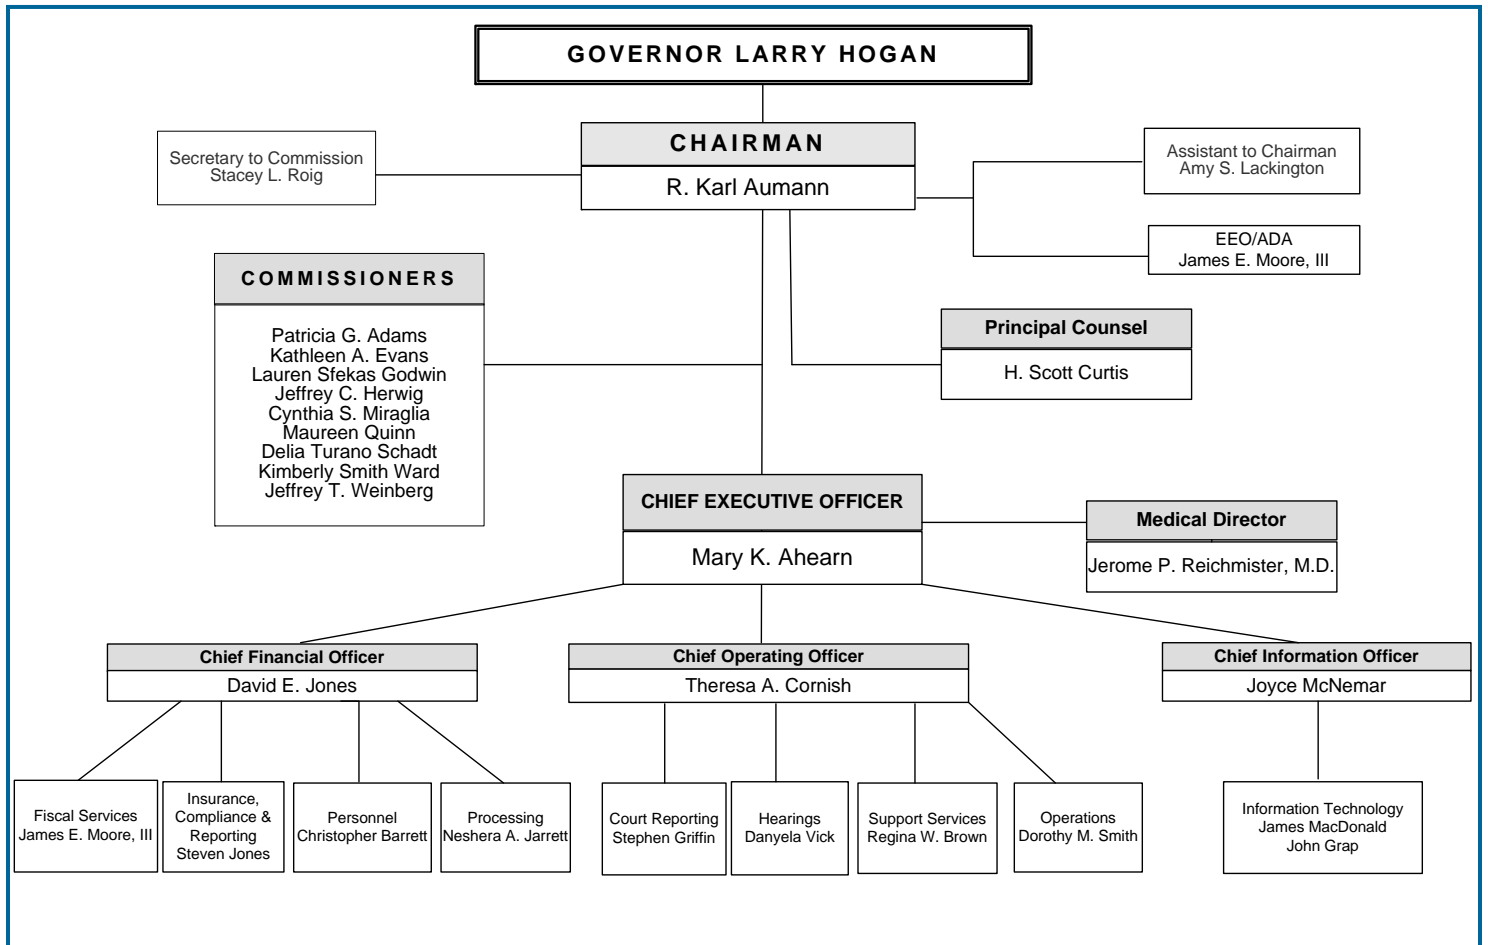 GOVERNOR LARRY HOGAN
CHAIRMAN
R. Karl Aumann
Secretary to Commission
Stacey L. Roig
Assistant to Chairman
Amy S. Lackington
EEO/ADA
James E. Moore, III
COMMISSIONERS
Patricia G. Adams
Kathleen A. Evans
Lauren Sfekas Godwin
Jeffrey C. Herwig
Cynthia S. Miraglia
Maureen Quinn
Delia Turano Schadt
Kimberly Smith Ward
Jeffrey T. Weinberg
Principal Counsel
H. Scott Curtis
CHIEF EXECUTIVE OFFICER
Mary K. Ahearn
Medical Director
Jerome P. Reichmister, M.D.
Chief Financial Officer
David E. Jones
Chief Operating Officer
Theresa A. Cornish
Chief Information Officer
Joyce McNemar
Fiscal Services
James E. Moore, III
Insurance,
Compliance &
Reporting
Steven Jones
Personnel
Christopher Barrett
Processing
Neshera A. Jarrett
Court Reporting
Stephen Griffin
Hearings
Danyela Vick
Support Services
Regina W. Brown
Operations
Dorothy M. Smith
Information Technology
James MacDonald
John Grap